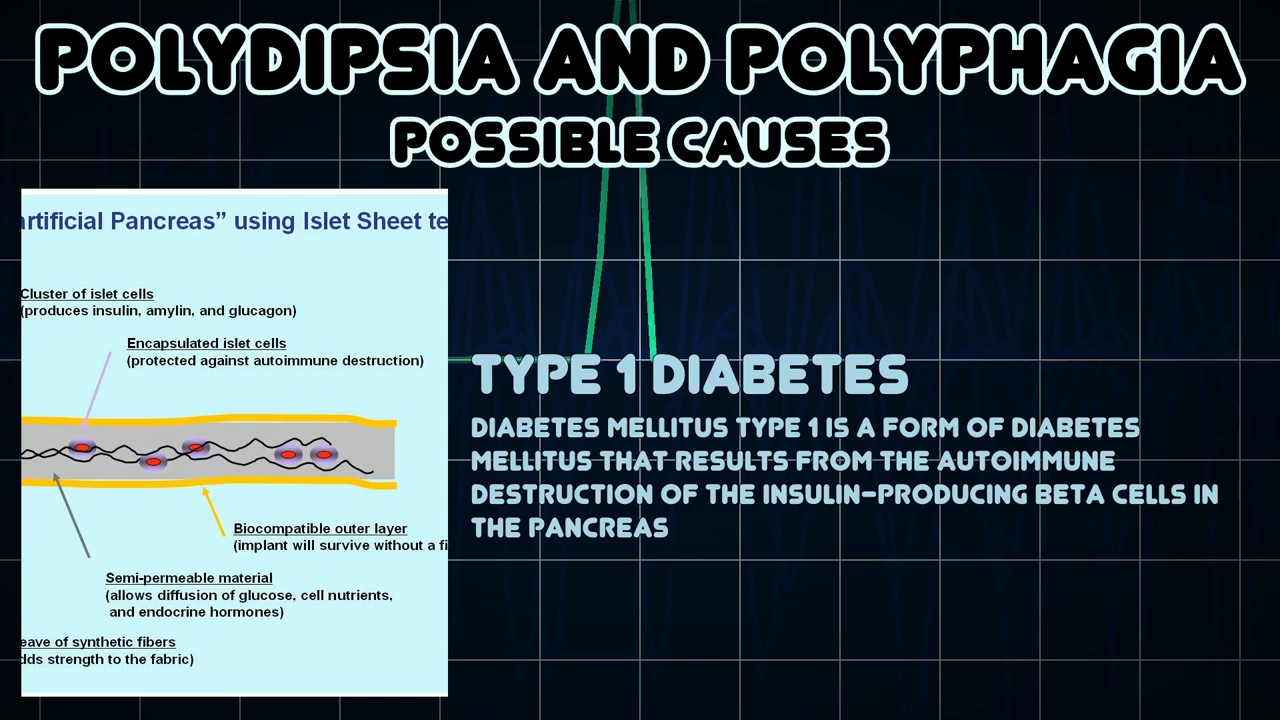 POLYDIPSIA AND POLYPHAGIA
POSSIBLE CAUSES
artificial Pancreas” using Islet Sheet te
Cluster of islet cells
(produces insulin, amylin, and glucagon)
Encapsulated islet cells
(protected against autoimmune destruction)
TYPE 1 DIABETES
DIABETES MELLITUS TYPE 1 IS A FORM OF DIABETES
MELLITUS THAT RESULTS FROM THE AUTOIMMUNE
DESTRUCTION OF THE INSULIN-PRODUCING BETA CELLS IN
THE PANCREAS
Biocompatible outer layer
(implant will survive without a fi
Semi-permeable material
(allows diffusion of glucose, cell nutrients,
and endocrine hormones)
eave of synthetic fibers
dds strength to the fabric)